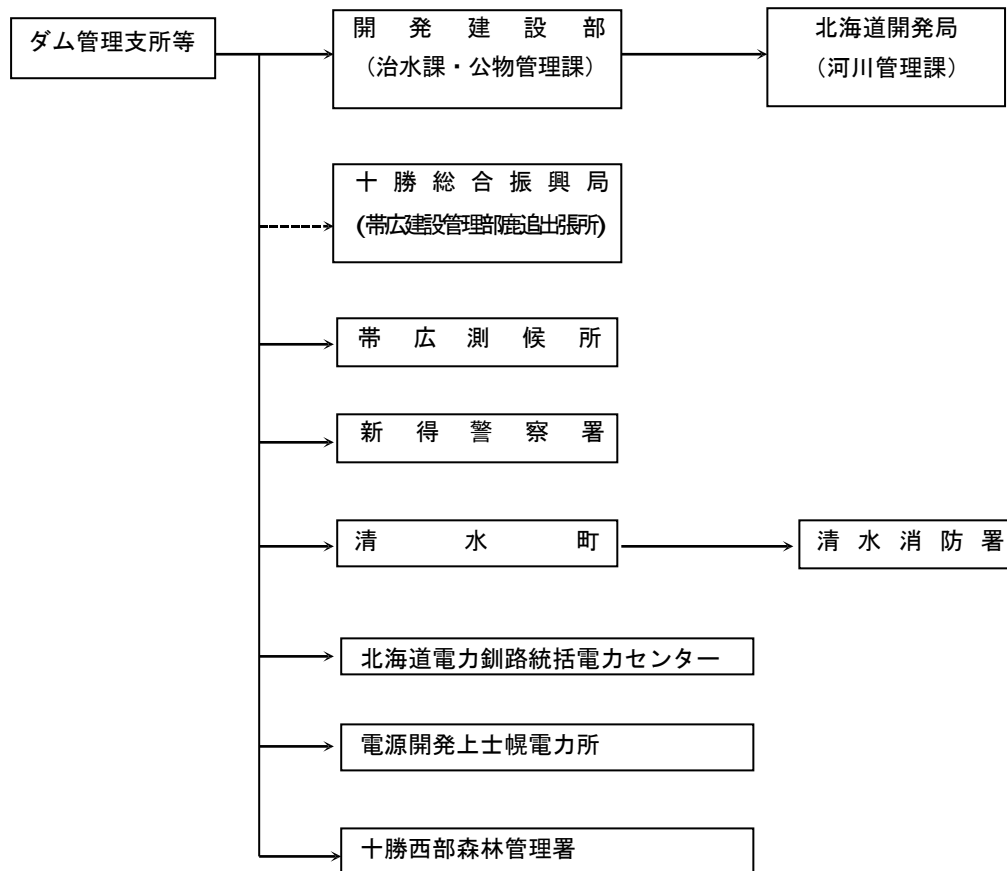 ダム管理支所等
開発建設部
（治水課・公物管理課）
北海道開発局
（河川管理課）
十勝総合振興局
(帯広建設管理部鹿追出張所)
帯広測候所
新得警察署
清水町
清水消防署
北海道電力釧路統括電力センター
電源開発上士幌電力所
十勝西部森林管理署